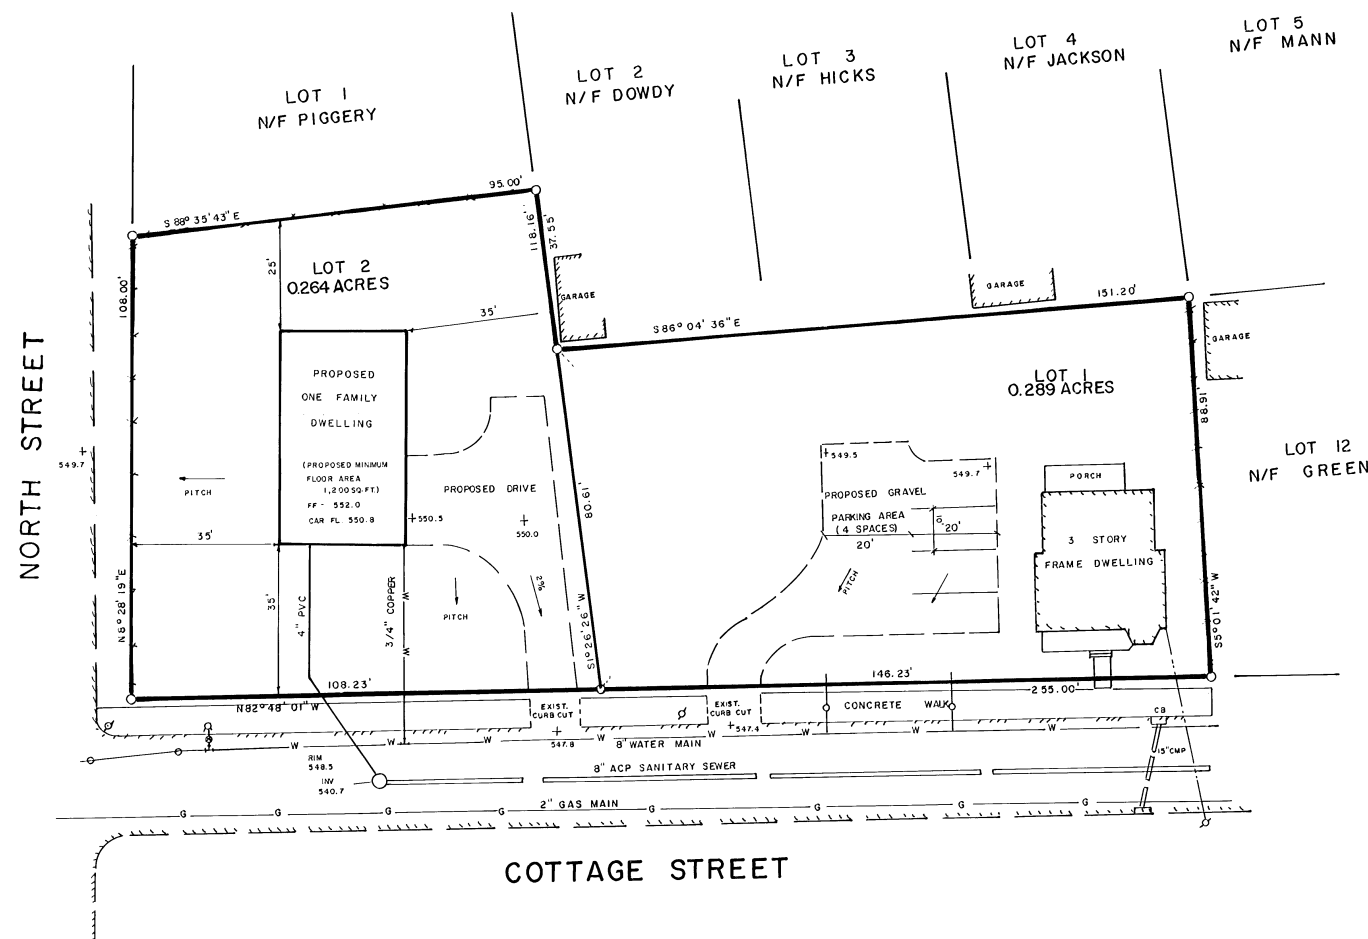 LOT 1
N/F PIGGERY
LOT 2
N/F DOWDY
LOT 3
N/F HICKS
LOT 4
N/F JACKSON
LOT 5
N/F MANN
S 88° 35' 43" E
95.00'
118.16'
37.55'
108.00'
25'
LOT 2
0.264 ACRES
35'
GARAGE
S 86° 04' 36" E
GARAGE
151.20'
GARAGE
NORTH STREET
PROPOSED
ONE FAMILY
DWELLING
(PROPOSED MINIMUM
FLOOR AREA
1,200 SQ. FT.)
FF - 552.0
CAR FL. 550.8
LOT 1
0.289 ACRES
88.91'
LOT 12
N/F GREEN
549.7
PITCH
35'
PROPOSED DRIVE
550.5
550.0
80.61'
549.5
549.7
PROPOSED GRAVEL
PARKING AREA
(4 SPACES)
20'
10'
20'
PITCH
PORCH
3 STORY
FRAME DWELLING
N8° 28' 19" E
35'
4" PVC
3/4" COPPER
W
W
PITCH
2%
S1° 26' 26" W
S5° 01' 42" W
108.23'
146.23'
255.00'
N82° 48' 01" W
EXIST.
CURB CUT
EXIST.
CURB CUT
CONCRETE WALK
CB
547.8
547.4
W W W W W W W W
8" WATER MAIN
15" CMP
RIM
548.5
INV
540.7
8" ACP SANITARY SEWER
2" GAS MAIN
G G G G G G G G
COTTAGE STREET